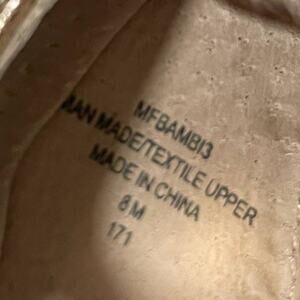 MFBAMBI3
MAN MADE/TEXTILE UPPER
MADE IN CHINA
8 M
171